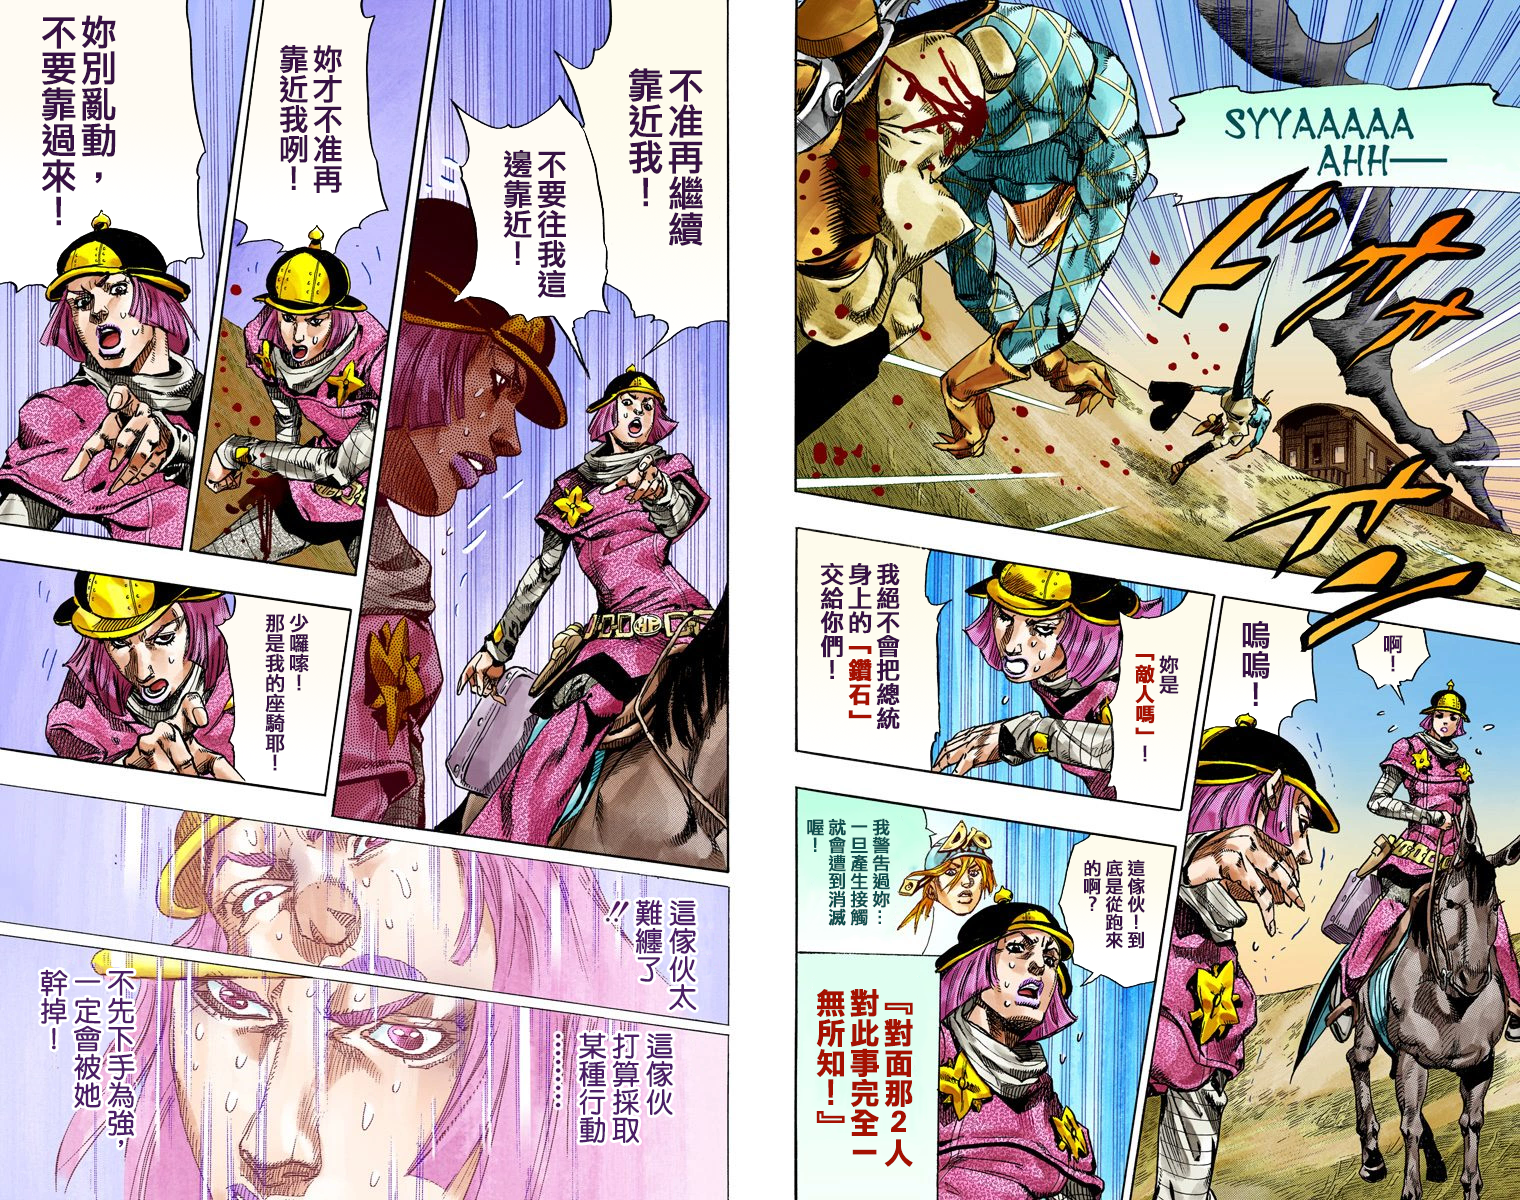 SYYAAAAA
AHH——
ドオオオオン
啊！
嗚嗚！
妳是
「敵人嗎」！
我絕不會把總統
身上的「鑽石」
交給你們！
這傢伙！到
底是從跑來
的啊？
DIO
我警告過妳…
一旦產生接觸
就會遭到消滅
喔！
『對面那2人
對此事完全一
無所知！』
不准再繼續
靠近我！
不要往我這
邊靠近！
妳才不准再
靠近我咧！
妳別亂動，
不要靠過來！
少囉嗦！
那是我的座騎耶！
這傢伙太
難纏了
!!
這傢伙
打算採取
某種行動
…………
不先下手為強，
一定會被她
幹掉！